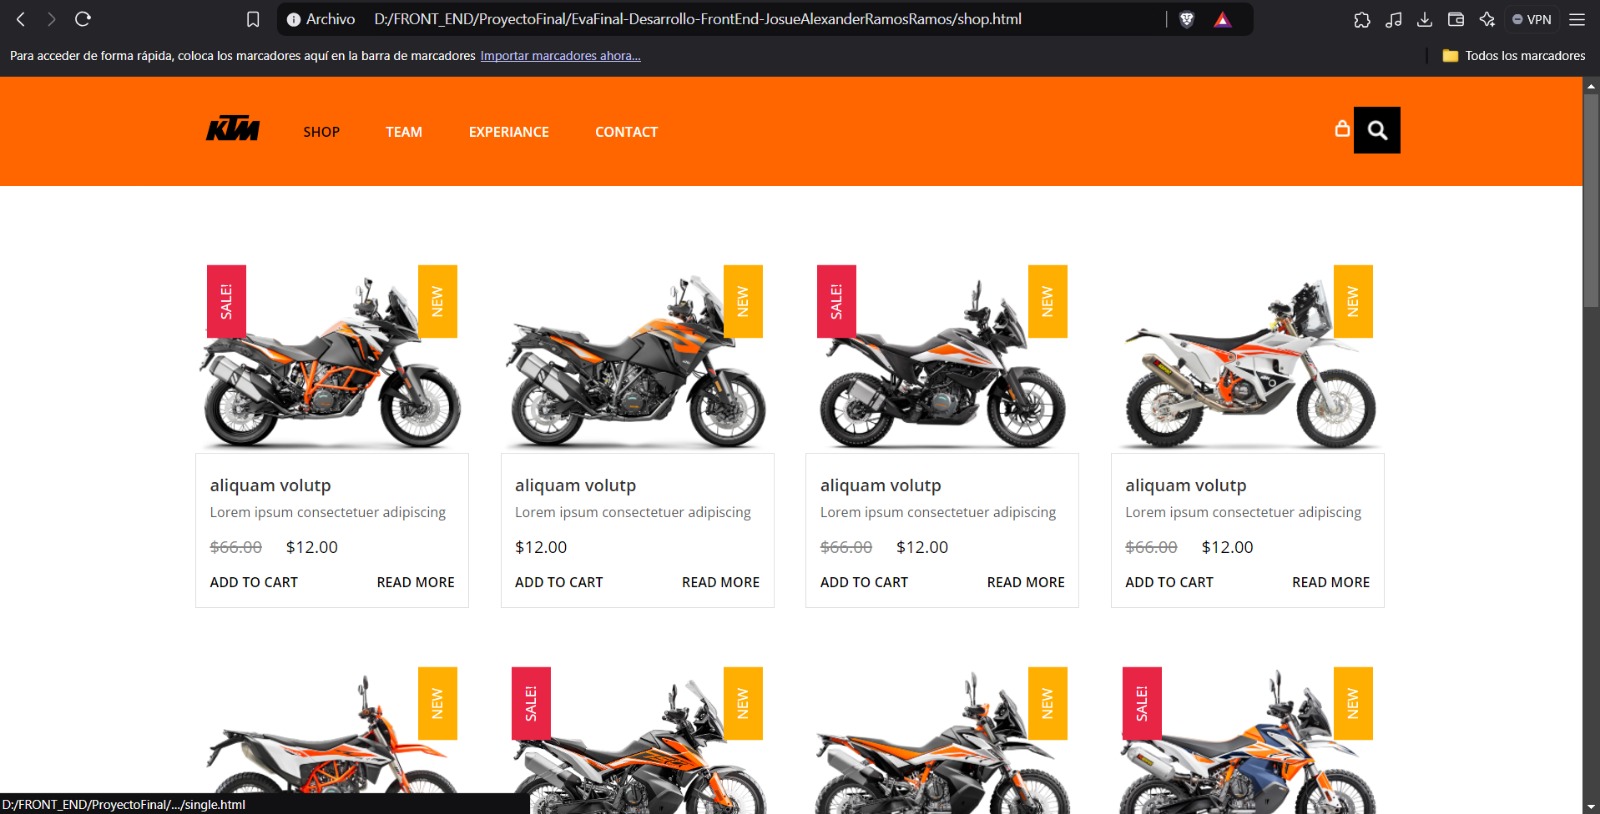 Archivo D:/FRONT_END/ProyectoFinal/EvaFinal-Desarrollo-FrontEnd-JosueAlexanderRamosRamos/shop.html VPN
Para acceder de forma rápida, coloca los marcadores aquí en la barra de marcadores Importar marcadores ahora... Todos los marcadores
KTM SHOP TEAM EXPERIANCE CONTACT
SALE! NEW NEW SALE! NEW NEW
aliquam volutp aliquam volutp aliquam volutp aliquam volutp
Lorem ipsum consectetuer adipiscing Lorem ipsum consectetuer adipiscing Lorem ipsum consectetuer adipiscing Lorem ipsum consectetuer adipiscing
$66.00 $12.00 $12.00 $66.00 $12.00 $66.00 $12.00
ADD TO CART READ MORE ADD TO CART READ MORE ADD TO CART READ MORE ADD TO CART READ MORE
NEW SALE! NEW NEW SALE! NEW
D:/FRONT_END/ProyectoFinal/.../single.html